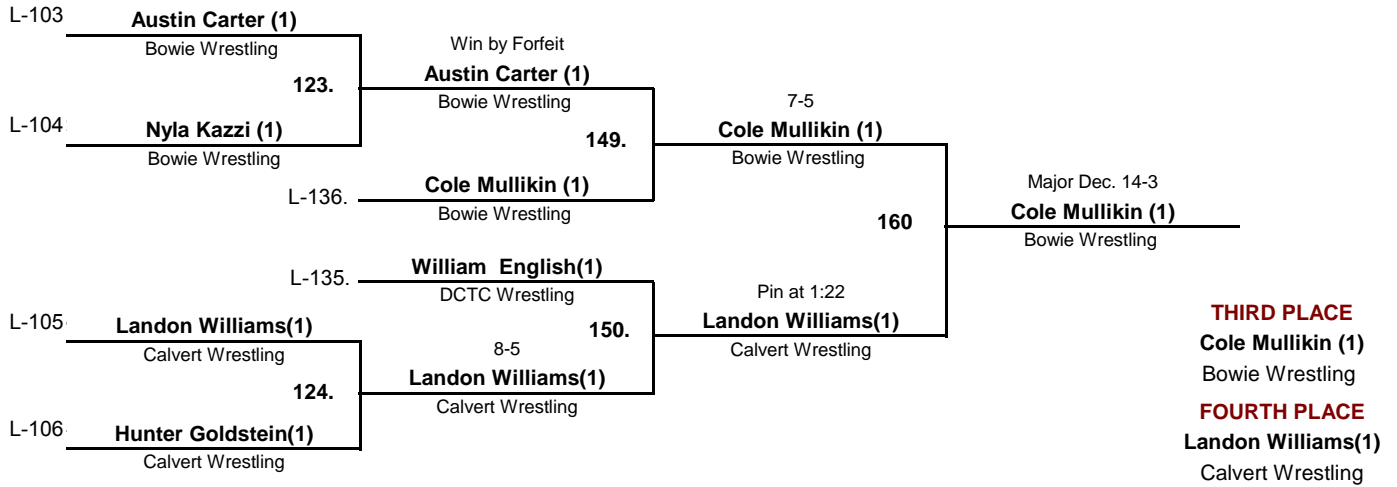 L-103
Austin Carter (1)
Bowie Wrestling
123.
L-104
Nyla Kazzi (1)
Bowie Wrestling
Win by Forfeit
Austin Carter (1)
Bowie Wrestling
149.
L-136.
Cole Mullikin (1)
Bowie Wrestling
7-5
Cole Mullikin (1)
Bowie Wrestling
160
Major Dec. 14-3
Cole Mullikin (1)
Bowie Wrestling
L-135.
William  English(1)
DCTC Wrestling
150.
Pin at 1:22
Landon Williams(1)
Calvert Wrestling
L-105
Landon Williams(1)
Calvert Wrestling
124.
8-5
Landon Williams(1)
Calvert Wrestling
L-106
Hunter Goldstein(1)
Calvert Wrestling
THIRD PLACE
Cole Mullikin (1)
Bowie Wrestling
FOURTH PLACE
Landon Williams(1)
Calvert Wrestling